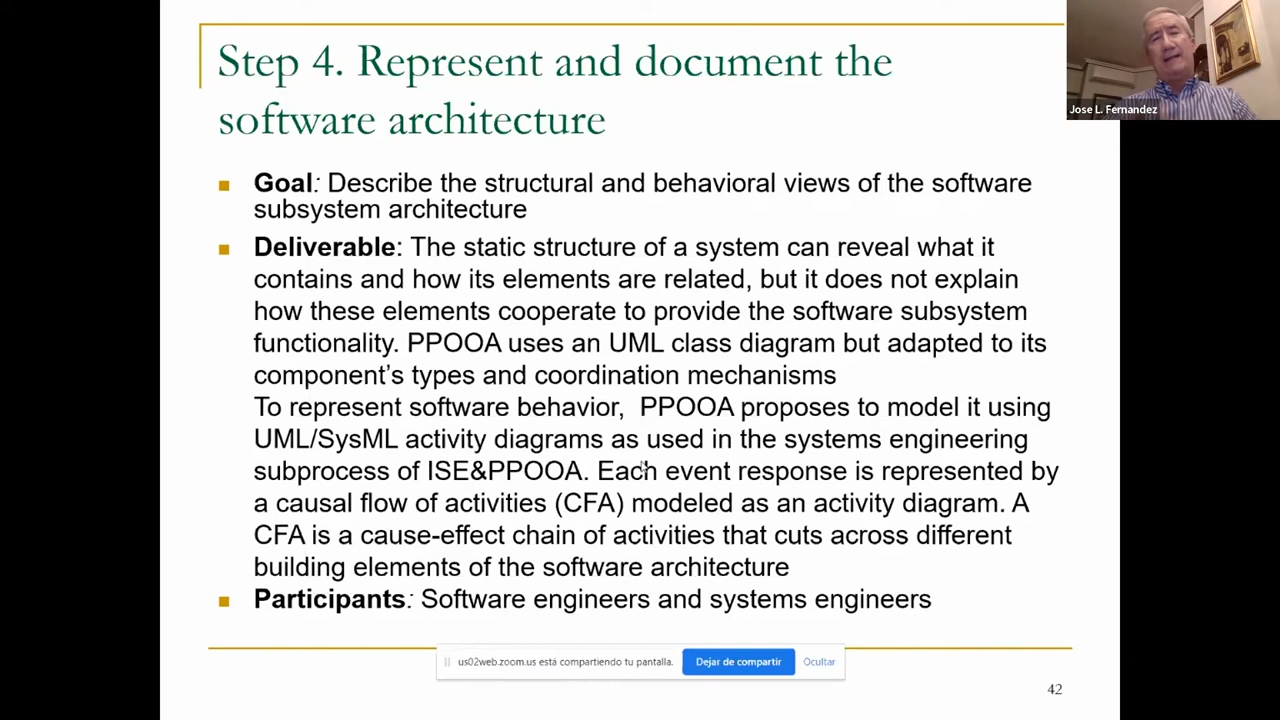 Step 4. Represent and document the
software architecture
Jose L. Fernandez
Goal: Describe the structural and behavioral views of the software
subsystem architecture
Deliverable: The static structure of a system can reveal what it
contains and how its elements are related, but it does not explain
how these elements cooperate to provide the software subsystem
functionality. PPOOA uses an UML class diagram but adapted to its
component's types and coordination mechanisms
To represent software behavior, PPOOA proposes to model it using
UML/SysML activity diagrams as used in the systems engineering
subprocess of ISE&PPOOA. Each event response is represented by
a causal flow of activities (CFA) modeled as an activity diagram. A
CFA is a cause-effect chain of activities that cuts across different
building elements of the software architecture
Participants: Software engineers and systems engineers
us02web.zoom.us está compartiendo tu pantalla. Dejar de compartir Ocultar
42